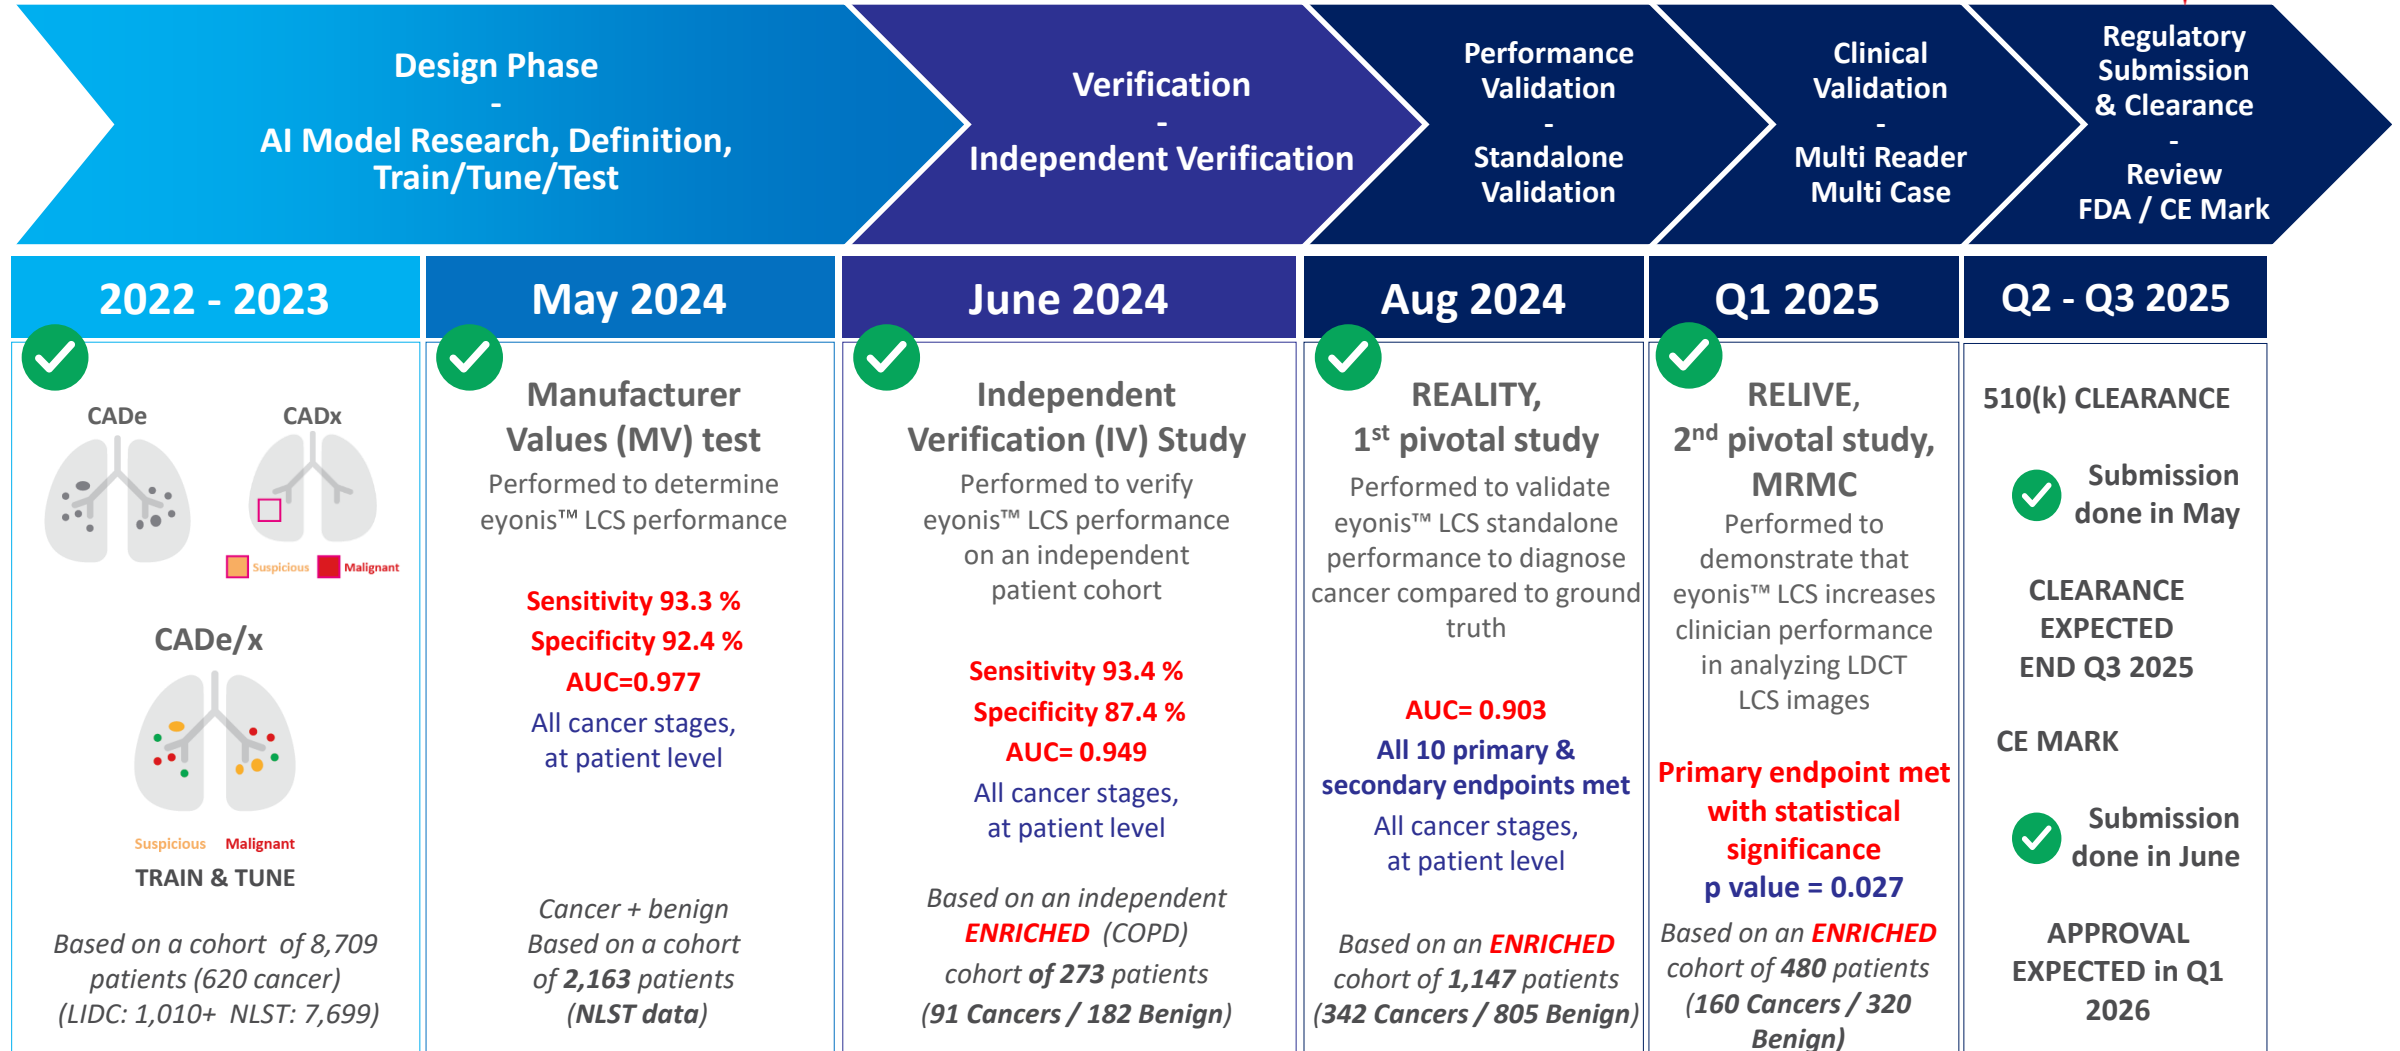 Design Phase
-
AI Model Research, Definition,
Train/Tune/Test
Verification
-
Independent Verification
Performance
Validation
-
Standalone
Validation
Clinical
Validation
-
Multi Reader
Multi Case
Regulatory
Submission
& Clearance
-
Review
FDA / CE Mark
2022 - 2023
CADe
CADx
Suspicious Malignant
CADe/x
Suspicious Malignant
TRAIN & TUNE
Based on a cohort of 8,709
patients (620 cancer)
(LIDC: 1,010+ NLST: 7,699)
May 2024
Manufacturer
Values (MV) test
Performed to determine
eyonis™ LCS performance
Sensitivity 93.3 %
Specificity 92.4 %
AUC=0.977
All cancer stages,
at patient level
Cancer + benign
Based on a cohort
of 2,163 patients
(NLST data)
June 2024
Independent
Verification (IV) Study
Performed to verify
eyonis™ LCS performance
on an independent
patient cohort
Sensitivity 93.4 %
Specificity 87.4 %
AUC= 0.949
All cancer stages,
at patient level
Based on an independent
ENRICHED (COPD)
cohort of 273 patients
(91 Cancers / 182 Benign)
Aug 2024
REALITY,
1st pivotal study
Performed to validate
eyonis™ LCS standalone
performance to diagnose
cancer compared to ground
truth
AUC= 0.903
All 10 primary &
secondary endpoints met
All cancer stages,
at patient level
Based on an ENRICHED
cohort of 1,147 patients
(342 Cancers / 805 Benign)
Q1 2025
RELIVE,
2nd pivotal study,
MRMC
Performed to
demonstrate that
eyonis™ LCS increases
clinician performance
in analyzing LDCT
LCS images
Primary endpoint met
with statistical
significance
p value = 0.027
Based on an ENRICHED
cohort of 480 patients
(160 Cancers / 320
Benign)
Q2 - Q3 2025
510(k) CLEARANCE
Submission
done in May
CLEARANCE
EXPECTED
END Q3 2025
CE MARK
Submission
done in June
APPROVAL
EXPECTED in Q1
2026